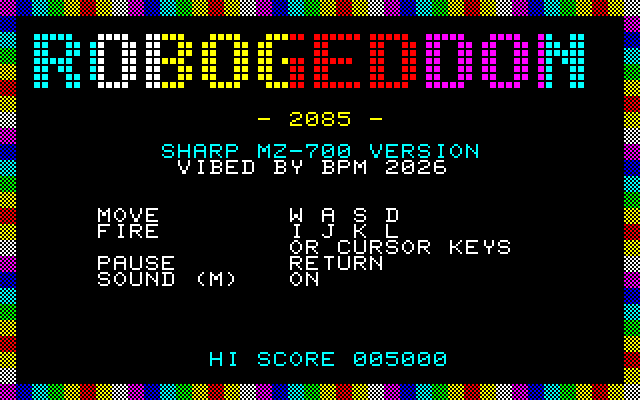 ROBOGEDDON
- 2085 -
SHARP MZ-700 VERSION
VIBED BY BPM 2026
MOVE W A S D
FIRE I J K L
OR CURSOR KEYS
PAUSE RETURN
SOUND (M) ON
HI SCORE 005000